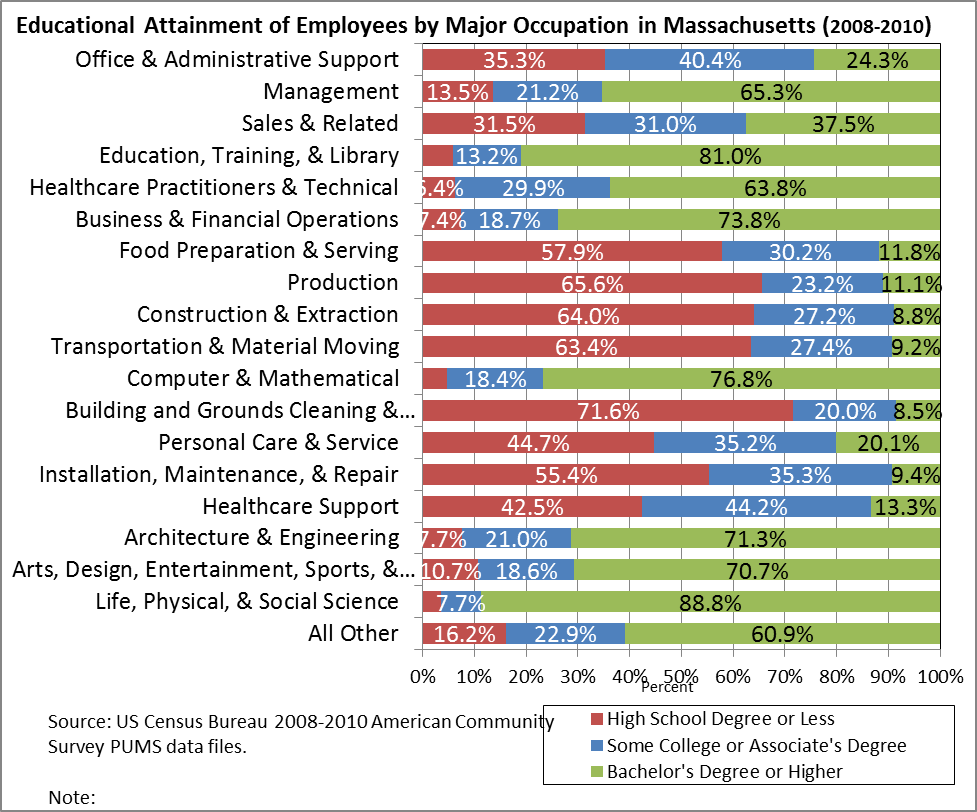 Educational Attainment of Employees by Major Occupation in Massachusetts (2008-2010)
Office & Administrative Support 35.3% 40.4% 24.3%
Management 13.5% 21.2% 65.3%
Sales & Related 31.5% 31.0% 37.5%
Education, Training, & Library 13.2% 81.0%
Healthcare Practitioners & Technical 6.4% 29.9% 63.8%
Business & Financial Operations 7.4% 18.7% 73.8%
Food Preparation & Serving 57.9% 30.2% 11.8%
Production 65.6% 23.2% 11.1%
Construction & Extraction 64.0% 27.2% 8.8%
Transportation & Material Moving 63.4% 27.4% 9.2%
Computer & Mathematical 18.4% 76.8%
Building and Grounds Cleaning &... 71.6% 20.0% 8.5%
Personal Care & Service 44.7% 35.2% 20.1%
Installation, Maintenance, & Repair 55.4% 35.3% 9.4%
Healthcare Support 42.5% 44.2% 13.3%
Architecture & Engineering 7.7% 21.0% 71.3%
Arts, Design, Entertainment, Sports, &... 10.7% 18.6% 70.7%
Life, Physical, & Social Science 7.7% 88.8%
All Other 16.2% 22.9% 60.9%
0% 10% 20% 30% 40% 50% 60% 70% 80% 90% 100%
Percent
Source: US Census Bureau 2008-2010 American Community
Survey PUMS data files.
Note:
High School Degree or Less
Some College or Associate's Degree
Bachelor's Degree or Higher